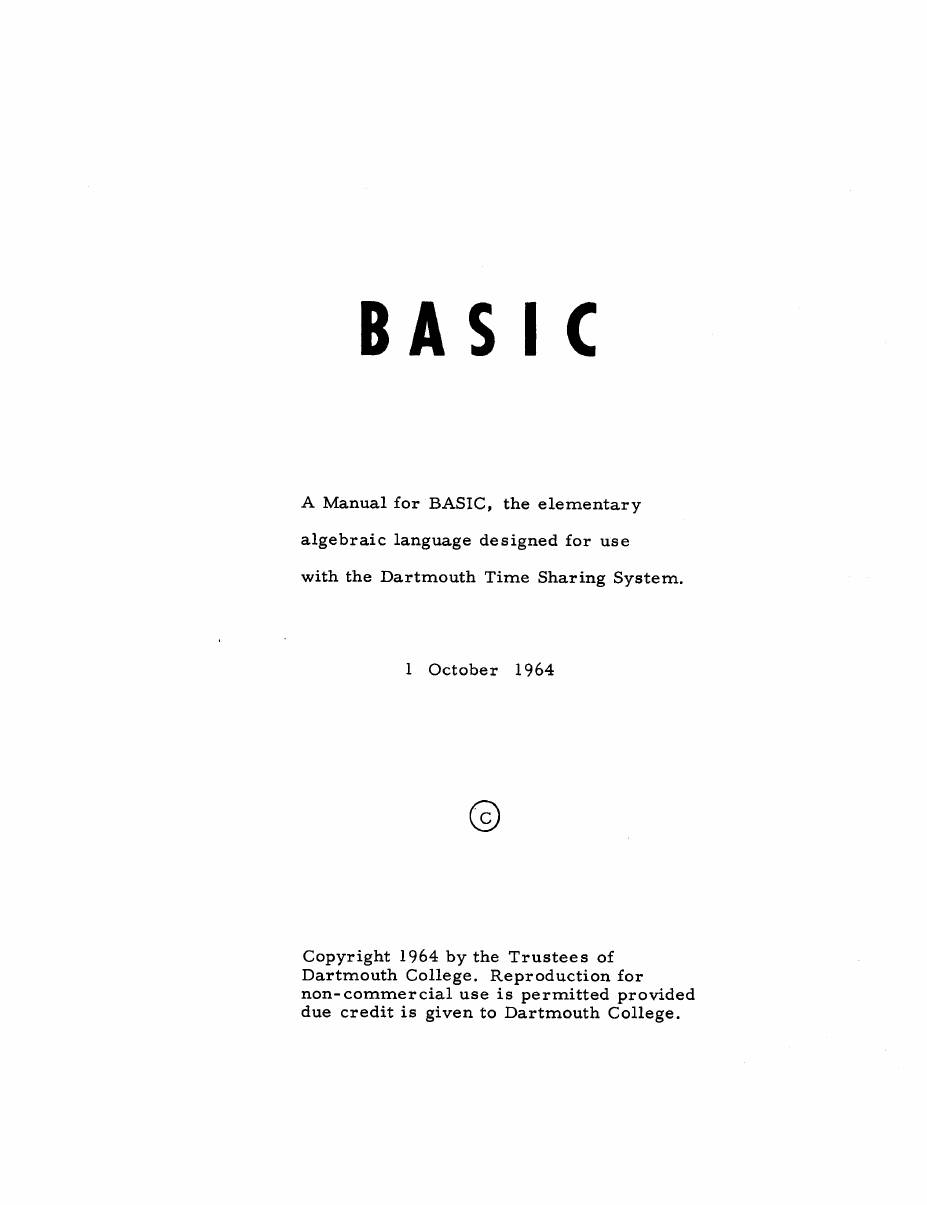 BASIC
A Manual for BASIC, the elementary
algebraic language designed for use
with the Dartmouth Time Sharing System.
1 October 1964
©
Copyright 1964 by the Trustees of
Dartmouth College. Reproduction for
non-commercial use is permitted provided
due credit is given to Dartmouth College.